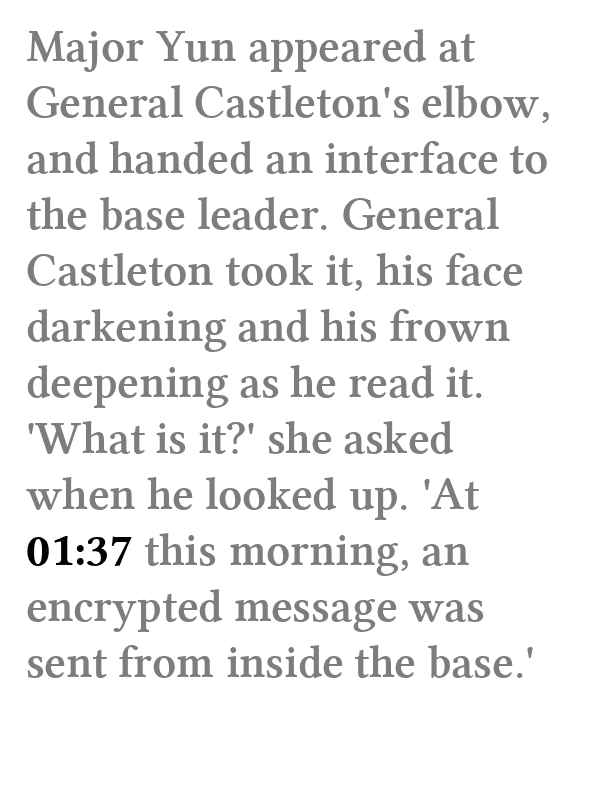 Major Yun appeared at
General Castleton's elbow,
and handed an interface to
the base leader. General
Castleton took it, his face
darkening and his frown
deepening as he read it.
'What is it?' she asked
when he looked up. 'At
01:37 this morning, an
encrypted message was
sent from inside the base.'